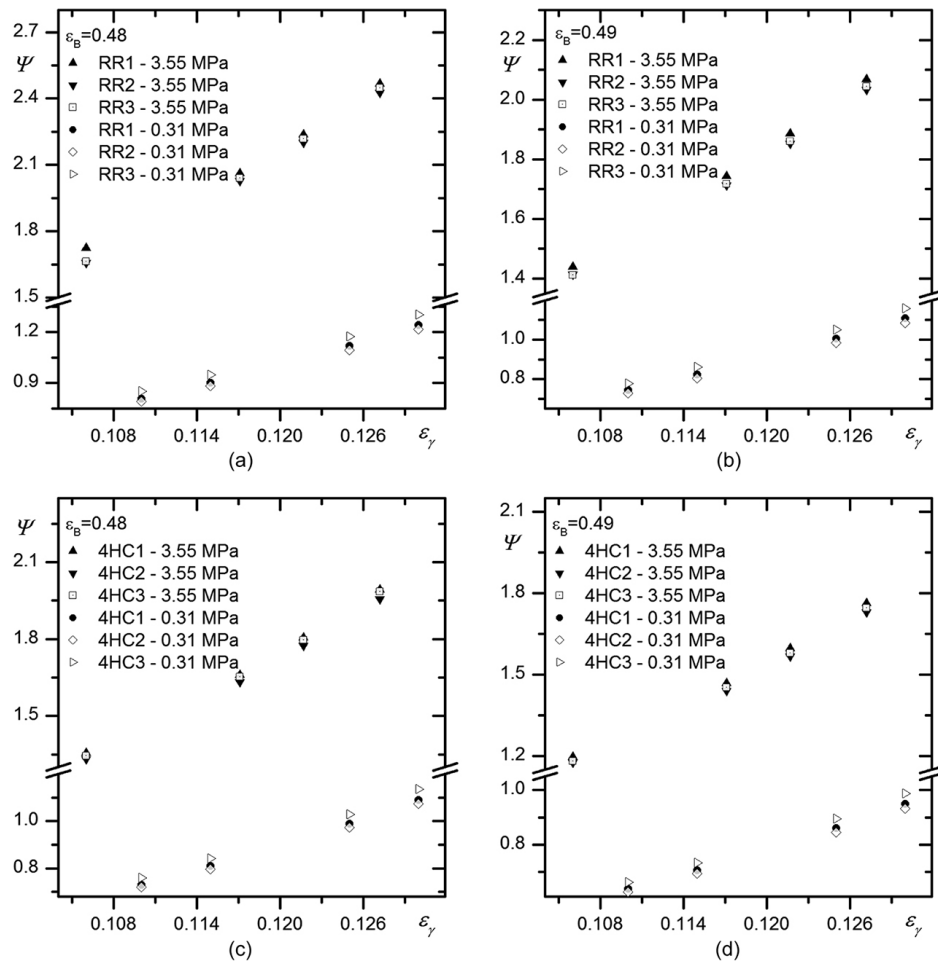 2.7
ε_B=0.48
Ψ
RR1 - 3.55 MPa
RR2 - 3.55 MPa
RR3 - 3.55 MPa
RR1 - 0.31 MPa
RR2 - 0.31 MPa
RR3 - 0.31 MPa
2.4
2.1
1.8
1.5
1.2
0.9
0.108 0.114 0.120 0.126 ε_γ
(a)
2.2
ε_B=0.49
Ψ
RR1 - 3.55 MPa
RR2 - 3.55 MPa
RR3 - 3.55 MPa
RR1 - 0.31 MPa
RR2 - 0.31 MPa
RR3 - 0.31 MPa
2.0
1.8
1.6
1.4
1.0
0.8
0.108 0.114 0.120 0.126 ε_γ
(b)
Ψ
ε_B=0.48
4HC1 - 3.55 MPa
4HC2 - 3.55 MPa
4HC3 - 3.55 MPa
4HC1 - 0.31 MPa
4HC2 - 0.31 MPa
4HC3 - 0.31 MPa
2.1
1.8
1.5
1.0
0.8
0.108 0.114 0.120 0.126 ε_γ
(c)
2.1
ε_B=0.49
Ψ
4HC1 - 3.55 MPa
4HC2 - 3.55 MPa
4HC3 - 3.55 MPa
4HC1 - 0.31 MPa
4HC2 - 0.31 MPa
4HC3 - 0.31 MPa
1.8
1.5
1.2
1.0
0.8
0.108 0.114 0.120 0.126 ε_γ
(d)